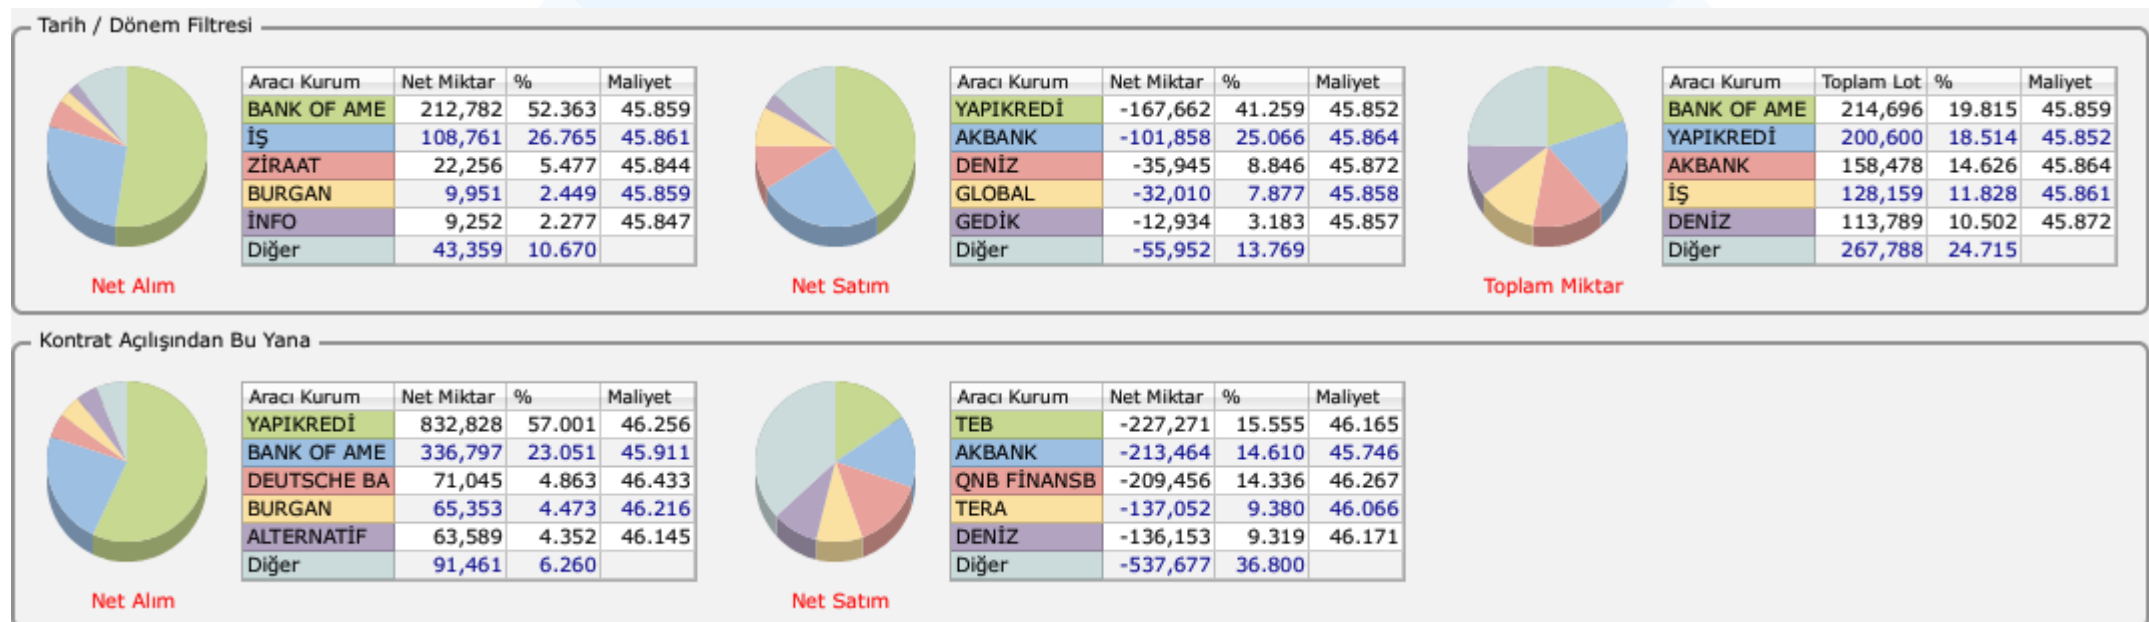 Tarih / Dönem Filtresi
Aracı Kurum Net Miktar % Maliyet
BANK OF AME 212,782 52.363 45.859
İŞ 108,761 26.765 45.861
ZİRAAT 22,256 5.477 45.844
BURGAN 9,951 2.449 45.859
İNFO 9,252 2.277 45.847
Diğer 43,359 10.670
Net Alım
Aracı Kurum Net Miktar % Maliyet
YAPIKREDİ -167,662 41.259 45.852
AKBANK -101,858 25.066 45.864
DENİZ -35,945 8.846 45.872
GLOBAL -32,010 7.877 45.858
GEDİK -12,934 3.183 45.857
Diğer -55,952 13.769
Net Satım
Aracı Kurum Toplam Lot % Maliyet
BANK OF AME 214,696 19.815 45.859
YAPIKREDİ 200,600 18.514 45.852
AKBANK 158,478 14.626 45.864
İŞ 128,159 11.828 45.861
DENİZ 113,789 10.502 45.872
Diğer 267,788 24.715
Toplam Miktar
Kontrat Açılışından Bu Yana
Aracı Kurum Net Miktar % Maliyet
YAPIKREDİ 832,828 57.001 46.256
BANK OF AME 336,797 23.051 45.911
DEUTSCHE BA 71,045 4.863 46.433
BURGAN 65,353 4.473 46.216
ALTERNATİF 63,589 4.352 46.145
Diğer 91,461 6.260
Net Alım
Aracı Kurum Net Miktar % Maliyet
TEB -227,271 15.555 46.165
AKBANK -213,464 14.610 45.746
QNB FİNANSB -209,456 14.336 46.267
TERA -137,052 9.380 46.066
DENİZ -136,153 9.319 46.171
Diğer -537,677 36.800
Net Satım